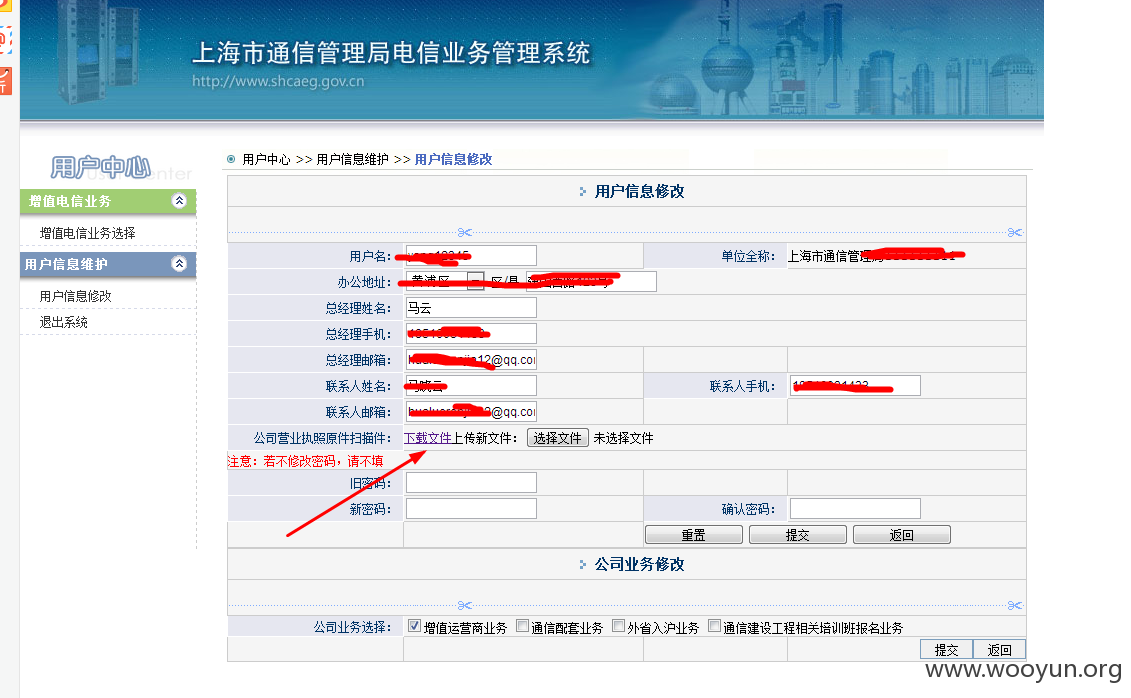 上海市通信管理局电信业务管理系统
http://www.shcaeg.gov.cn
用户中心
用户中心 >> 用户信息维护 >> 用户信息修改
增值电信业务
增值电信业务选择
用户信息维护
用户信息修改
退出系统
用户信息修改
用户名：
单位全称： 上海市通信管理局
办公地址： 黄浦区 区/县
总经理姓名： 马云
总经理手机：
总经理邮箱： 12@qq.co
联系人姓名：
联系人手机：
联系人邮箱： @qq.co
公司营业执照原件扫描件： 下载文件上传新文件： 选择文件 未选择文件
注意：若不修改密码，请不填
旧密码：
新密码： 确认密码：
重置 提交 返回
公司业务修改
公司业务选择： 增值运营商业务 通信配套业务 外省入沪业务 通信建设工程相关培训班报名业务
提交 返回
www.wooyun.org